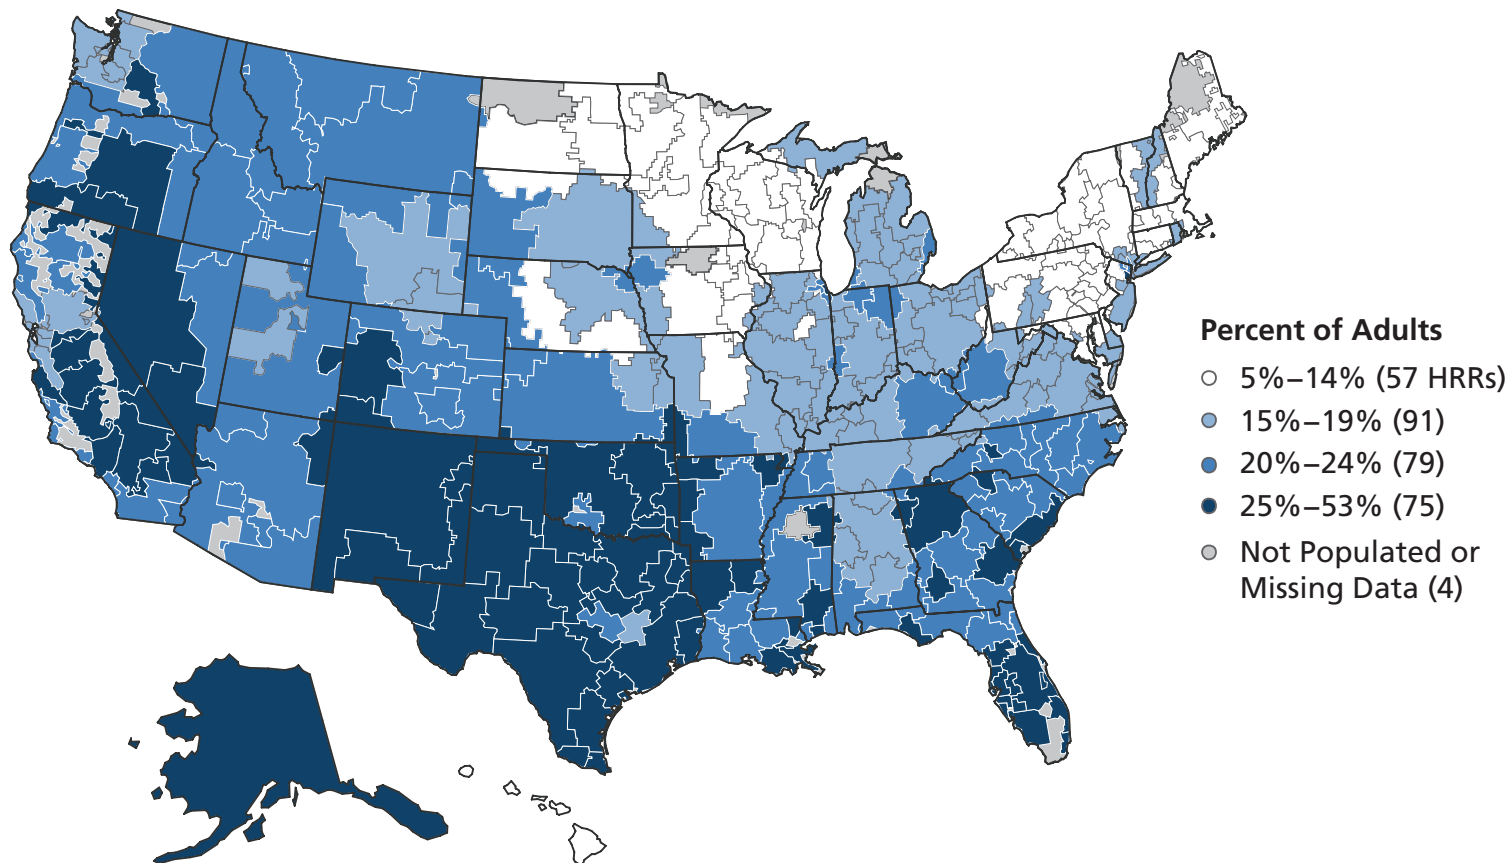 Percent of Adults
5%–14% (57 HRRs)
15%–19% (91)
20%–24% (79)
25%–53% (75)
Not Populated or
Missing Data (4)